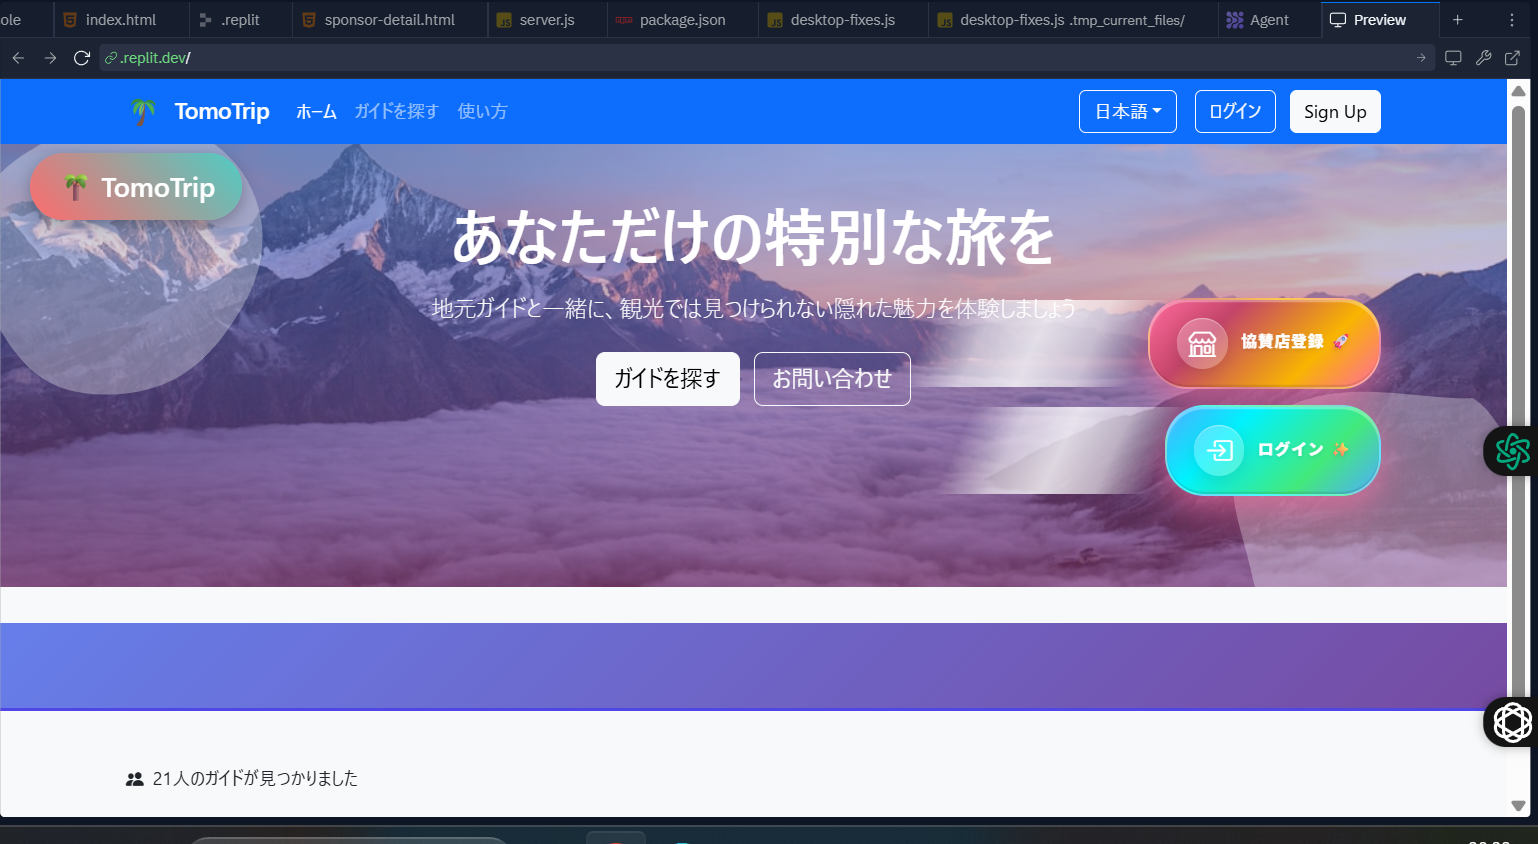 ole index.html .replit sponsor-detail.html server.js package.json desktop-fixes.js desktop-fixes.js .tmp_current_files/ Agent Preview
.replit.dev/
TomoTrip ホーム ガイドを探す 使い方 日本語 ログイン Sign Up
TomoTrip
あなただけの特別な旅を
地元ガイドと一緒に、観光では見つけられない隠れた魅力を体験しましょう
協賛店登録 🚀
ガイドを探す お問い合わせ
ログイン ✨
21人のガイドが見つかりました